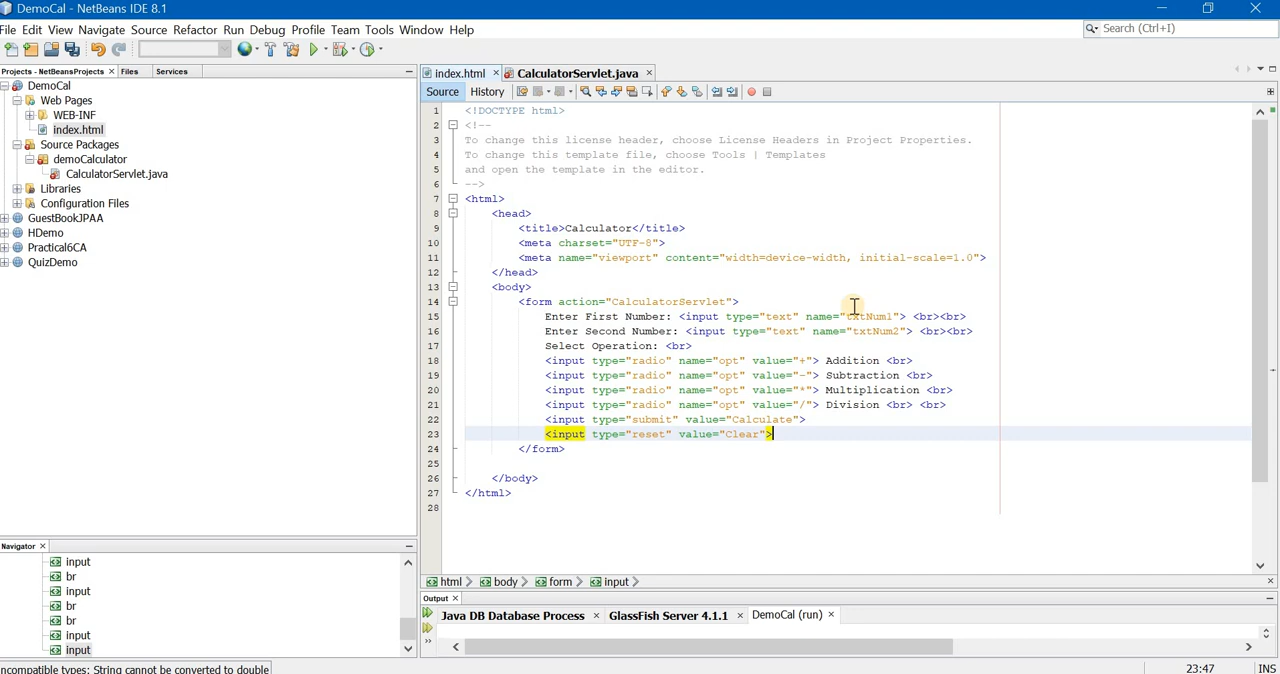 DemoCal - NetBeans IDE 8.1
File Edit View Navigate Source Refactor Run Debug Profile Team Tools Window Help
Search (Ctrl+I)
Projects - NetBeansProjects Files Services
DemoCal
Web Pages
WEB-INF
index.html
Source Packages
demoCalculator
CalculatorServlet.java
Libraries
Configuration Files
GuestBookJPAA
HDemo
Practical6CA
QuizDemo
index.html CalculatorServlet.java
Source History
1 <!DOCTYPE html>
2 <!--
3 To change this license header, choose License Headers in Project Properties.
4 To change this template file, choose Tools | Templates
5 and open the template in the editor.
6 -->
7 <html>
8 <head>
9 <title>Calculator</title>
10 <meta charset="UTF-8">
11 <meta name="viewport" content="width=device-width, initial-scale=1.0">
12 </head>
13 <body>
14 <form action="CalculatorServlet">
15 Enter First Number: <input type="text" name="txtNum1"> <br><br>
16 Enter Second Number: <input type="text" name="txtNum2"> <br><br>
17 Select Operation: <br>
18 <input type="radio" name="opt" value="+"> Addition <br>
19 <input type="radio" name="opt" value="-"> Subtraction <br>
20 <input type="radio" name="opt" value="*"> Multiplication <br>
21 <input type="radio" name="opt" value="/"> Division <br> <br>
22 <input type="submit" value="Calculate">
23 <input type="reset" value="Clear">
24 </form>
25
26 </body>
27 </html>
28
html body form input
Navigator
input
br
input
br
br
input
input
Output
Java DB Database Process GlassFish Server 4.1.1 DemoCal (run)
ncompatible types: String cannot be converted to double
23:47 INS